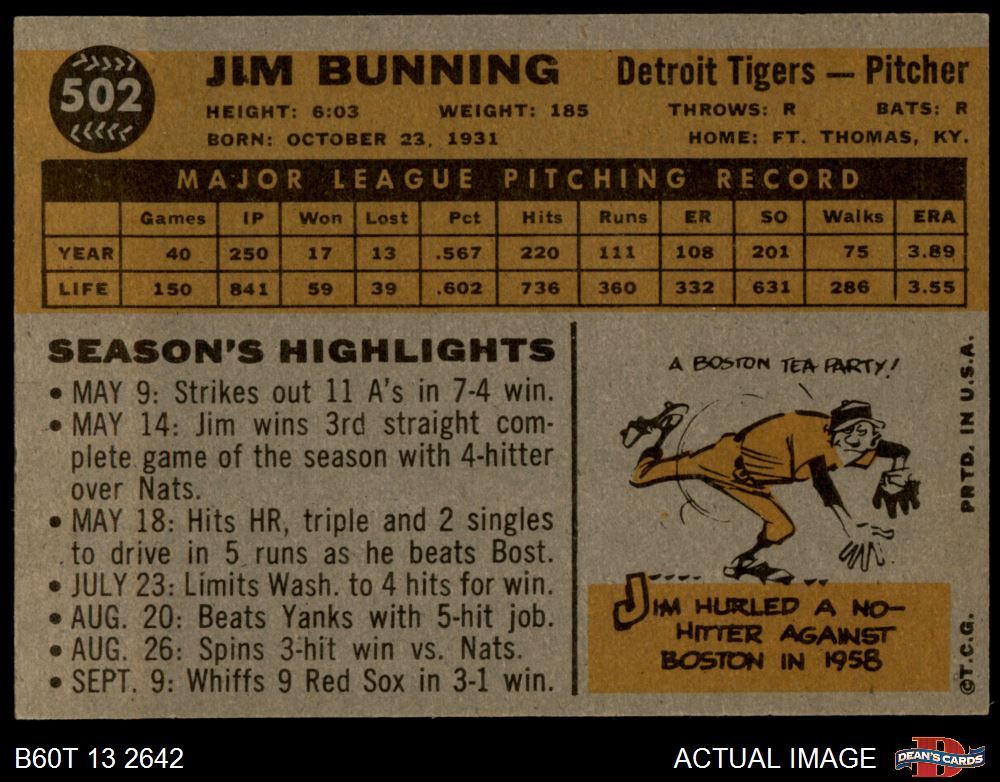 502
JIM BUNNING
Detroit Tigers — Pitcher
HEIGHT: 6:03 WEIGHT: 185 THROWS: R BATS: R
BORN: OCTOBER 23, 1931 HOME: FT. THOMAS, KY.
MAJOR LEAGUE PITCHING RECORD
Games IP Won Lost Pct Hits Runs ER SO Walks ERA
YEAR 40 250 17 13 .567 220 111 108 201 75 3.89
LIFE 150 841 59 39 .602 736 360 332 631 286 3.55
SEASON'S HIGHLIGHTS
• MAY 9: Strikes out 11 A's in 7-4 win.
• MAY 14: Jim wins 3rd straight com-
plete game of the season with 4-hitter
over Nats.
• MAY 18: Hits HR, triple and 2 singles
to drive in 5 runs as he beats Bost.
• JULY 23: Limits Wash. to 4 hits for win.
• AUG. 20: Beats Yanks with 5-hit job.
• AUG. 26: Spins 3-hit win vs. Nats.
• SEPT. 9: Whiffs 9 Red Sox in 3-1 win.
A BOSTON TEA PARTY!
JIM HURLED A NO-
HITTER AGAINST
BOSTON IN 1958
©T.C.G. PRTD. IN U.S.A.
B60T 13 2642
ACTUAL IMAGE
D
DEAN'S CARDS